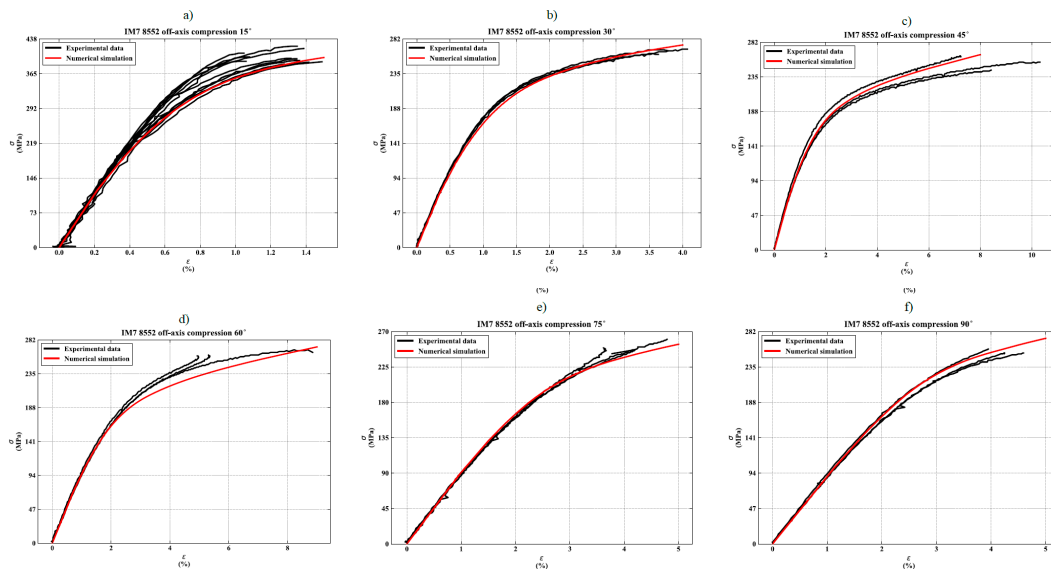 a)
IM7 8552 off-axis compression 15°
Experimental data
Numerical simulation
438
365
292
219
146
73
0
σ
(MPa)
0.0 0.2 0.4 0.6 0.8 1.0 1.2 1.4
ε
(%)
b)
IM7 8552 off-axis compression 30°
Experimental data
Numerical simulation
282
235
188
141
94
47
0
σ
(MPa)
0.0 0.5 1.0 1.5 2.0 2.5 3.0 3.5 4.0
ε
(%)
(%)
c)
IM7 8552 off-axis compression 45°
Experimental data
Numerical simulation
282
235
188
141
94
47
0
σ
(MPa)
0 2 4 6 8 10
ε
(%)
(%)
d)
IM7 8552 off-axis compression 60°
Experimental data
Numerical simulation
282
235
188
141
94
47
0
σ
(MPa)
0 2 4 6 8
ε
(%)
e)
IM7 8552 off-axis compression 75°
Experimental data
Numerical simulation
270
225
180
135
90
45
0
σ
(MPa)
0 1 2 3 4 5
ε
(%)
f)
IM7 8552 off-axis compression 90°
Experimental data
Numerical simulation
282
235
188
141
94
47
0
σ
(MPa)
0 1 2 3 4 5
ε
(%)